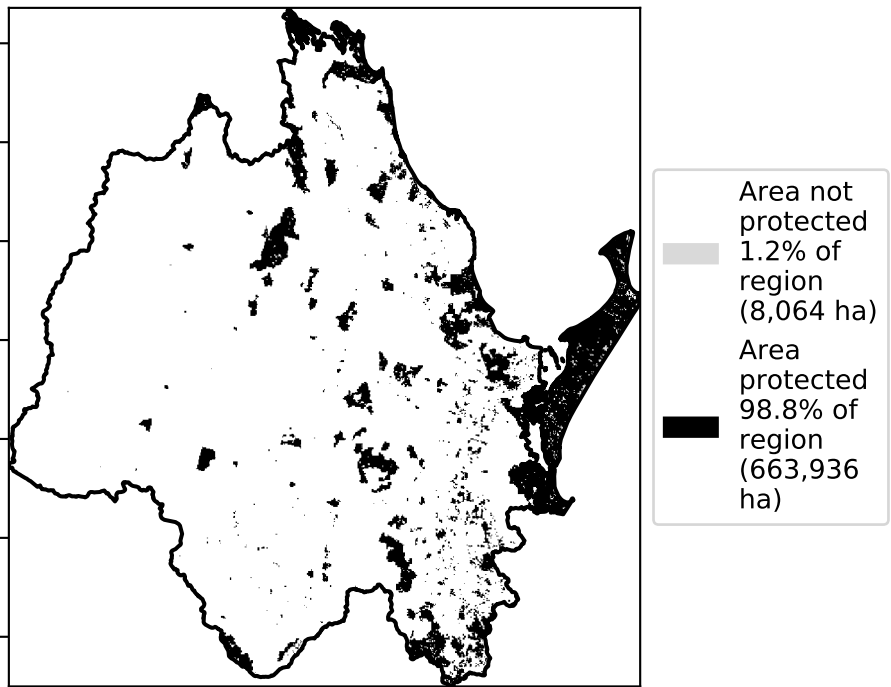 Area not
protected
1.2% of
region
(8,064 ha)
Area
protected
98.8% of
region
(663,936
ha)